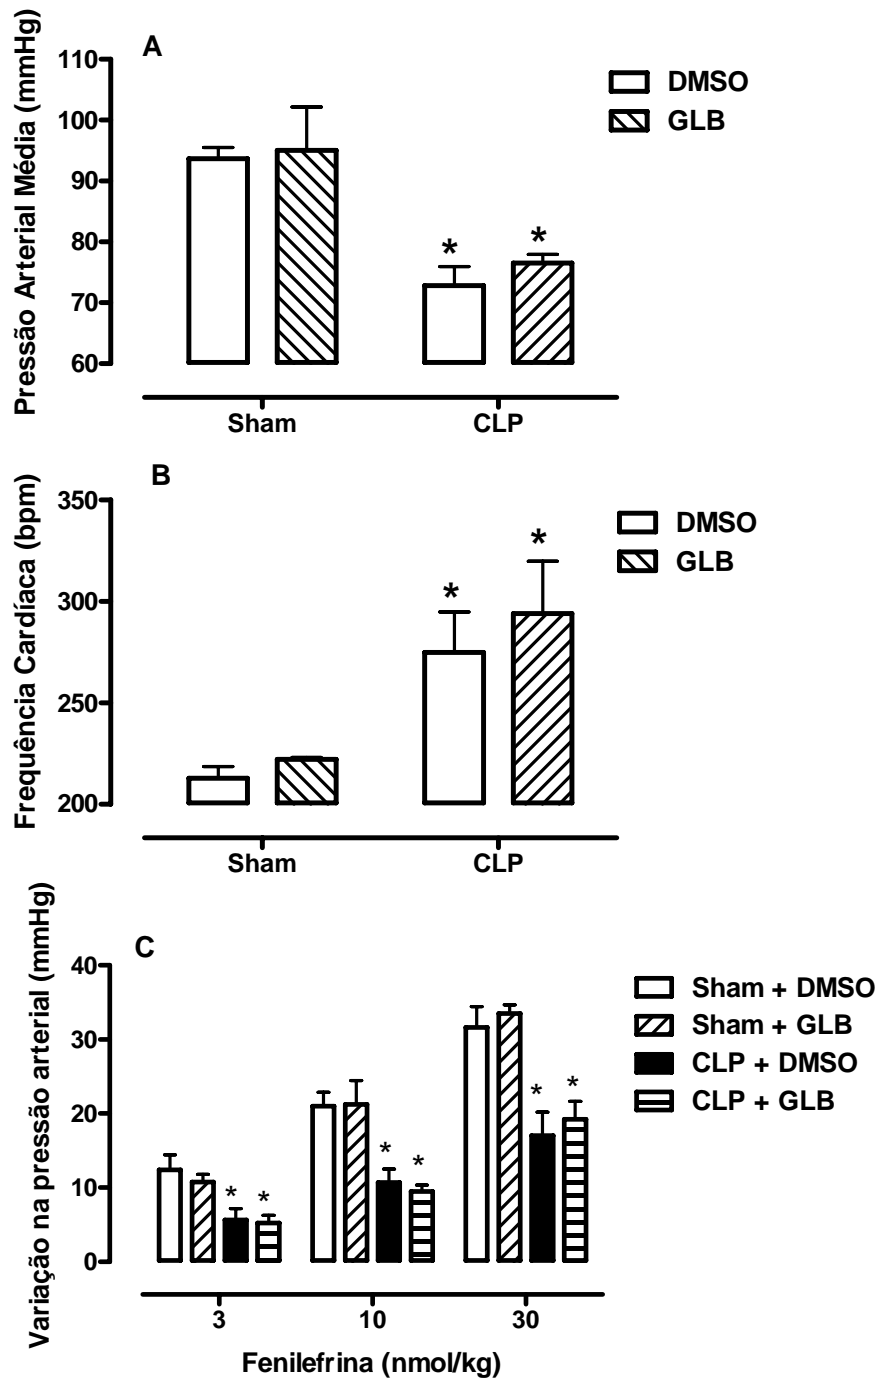 A
Pressão Arterial Média (mmHg)
110
100
90
80
70
60
* *
Sham CLP
DMSO
GLB
B
Frequência Cardíaca (bpm)
350
300
250
200
* *
Sham CLP
DMSO
GLB
C
Variação na pressão arterial (mmHg)
40
30
20
10
0
* * * * * *
3 10 30
Fenilefrina (nmol/kg)
Sham + DMSO
Sham + GLB
CLP + DMSO
CLP + GLB